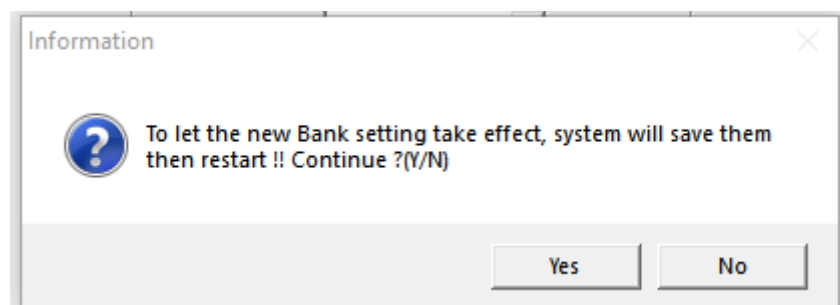 Information
To let the new Bank setting take effect, system will save them
then restart !! Continue ?(Y/N)
Yes No